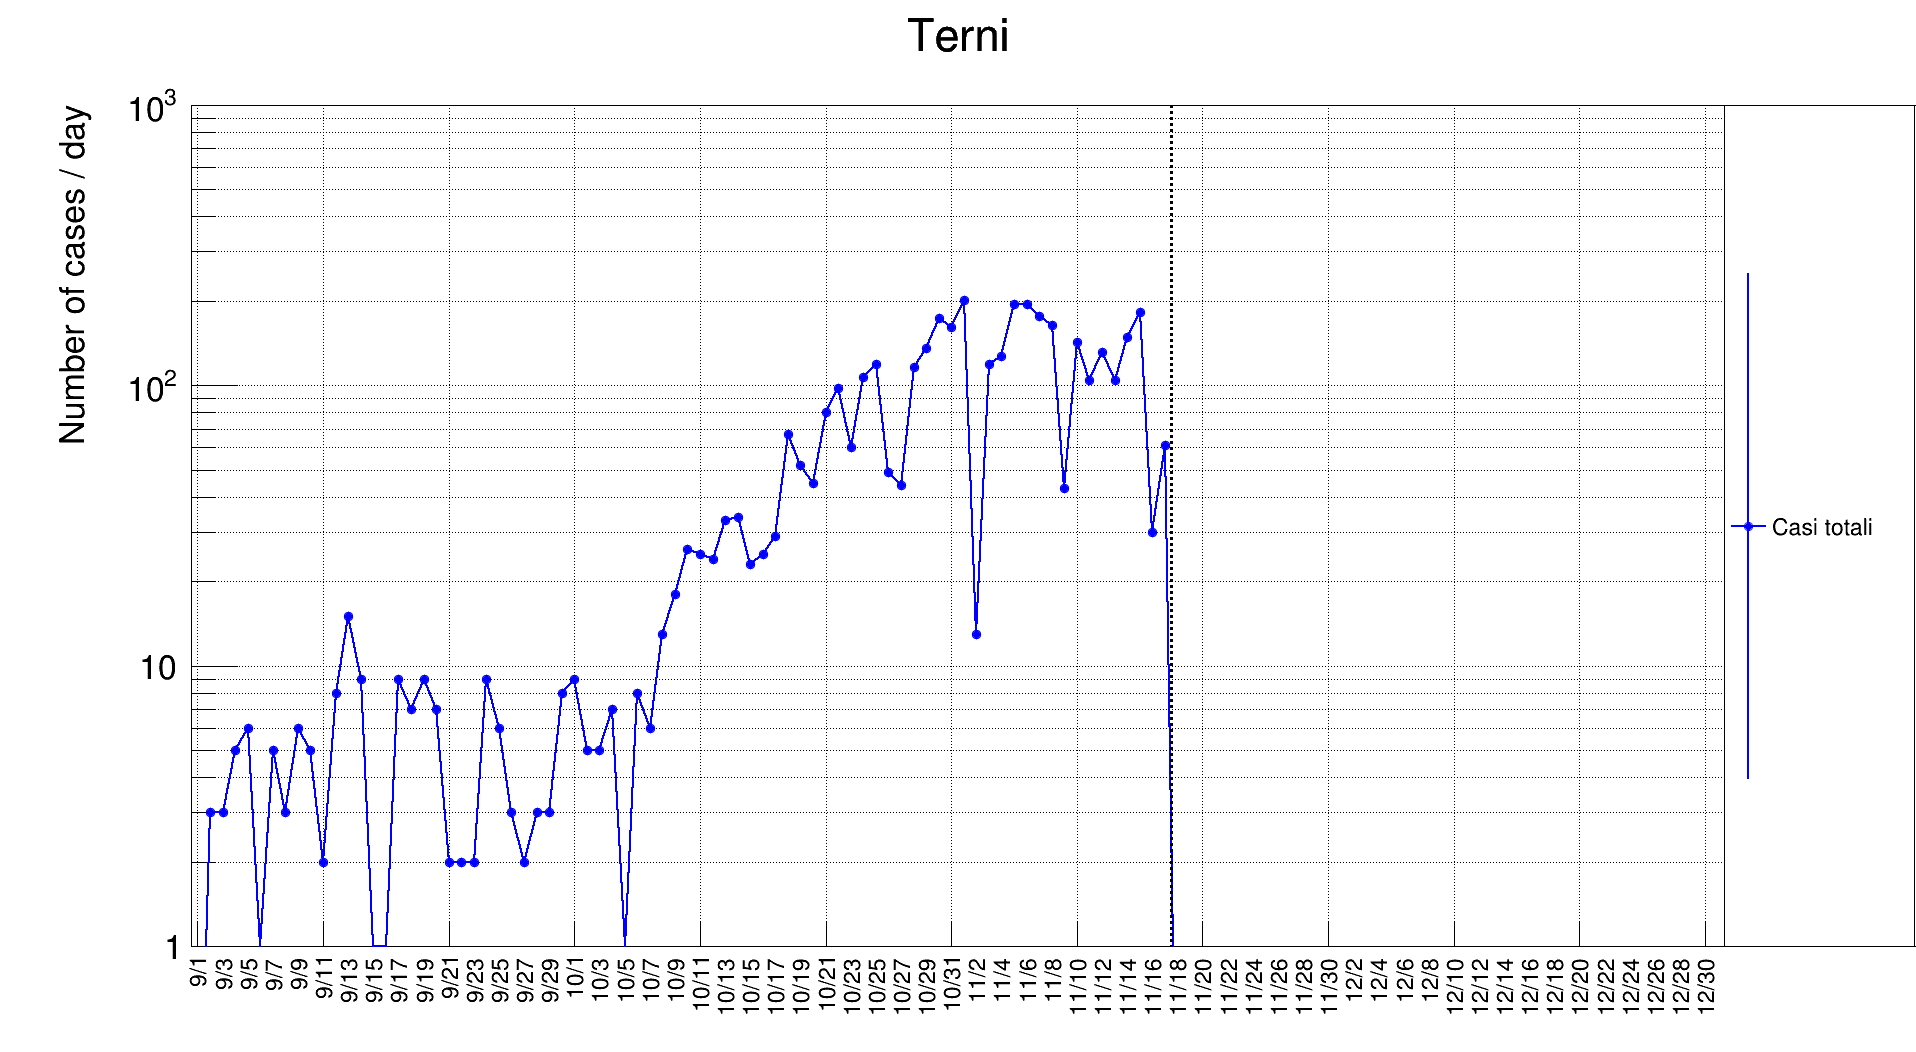 Terni
Number of cases / day
10³
10²
10
1
9/1 9/3 9/5 9/7 9/9 9/11 9/13 9/15 9/17 9/19 9/21 9/23 9/25 9/27 9/29 10/1 10/3 10/5 10/7 10/9 10/11 10/13 10/15 10/17 10/19 10/21 10/23 10/25 10/27 10/29 10/31 11/2 11/4 11/6 11/8 11/10 11/12 11/14 11/16 11/18 11/20 11/22 11/24 11/26 11/28 11/30 12/2 12/4 12/6 12/8 12/10 12/12 12/14 12/16 12/18 12/20 12/22 12/24 12/26 12/28 12/30
Casi totali